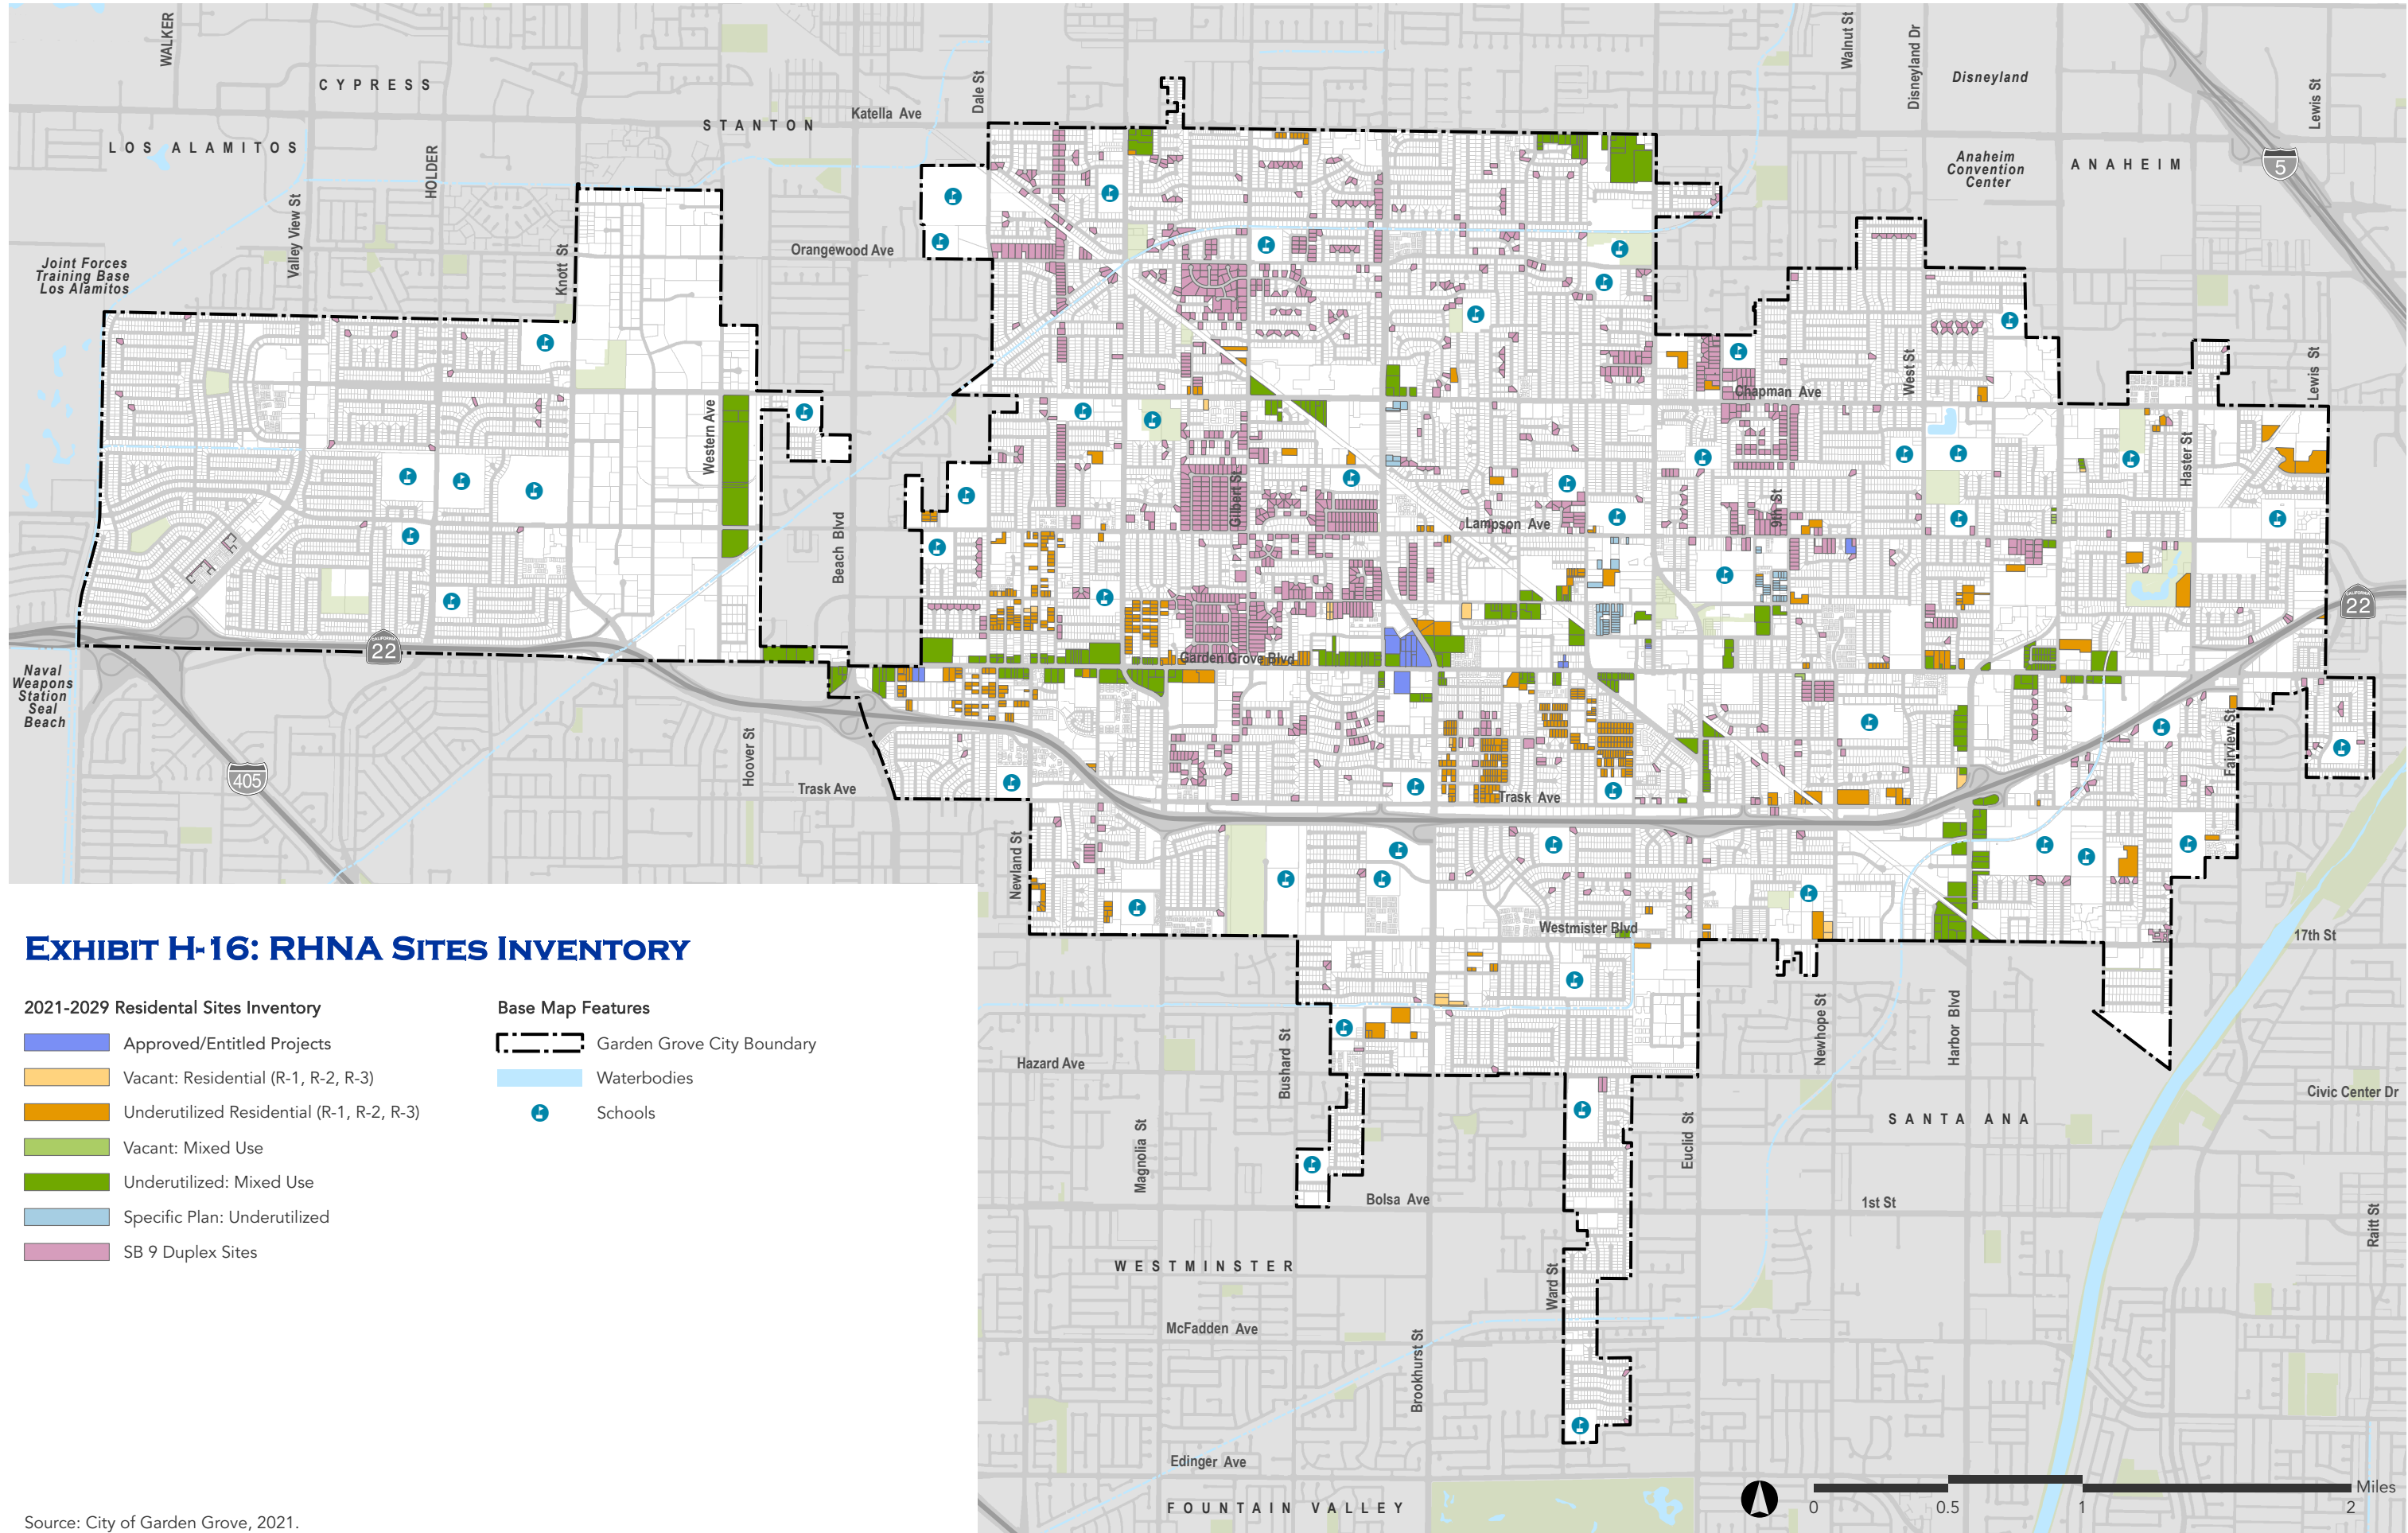 WALKER
CYPRESS
LOS ALAMITOS
HOLDER
STANTON
Katella Ave
Dale St
Walnut St
Disneyland Dr
Disneyland
Lewis St
Anaheim
Convention
Center
ANAHEIM
5
Joint Forces
Training Base
Los Alamitos
Valley View St
Knott St
Orangewood Ave
Western Ave
Beach Blvd
Gilbert St
Lampson Ave
Chapman Ave
West St
9th St
Haster St
Lewis St
22
22
Naval
Weapons
Station
Seal
Beach
405
Garden Grove Blvd
Hoover St
Trask Ave
Trask Ave
Fairview St
Newland St
Westmister Blvd
17th St
EXHIBIT H-16: RHNA SITES INVENTORY
2021-2029 Residental Sites Inventory
Approved/Entitled Projects
Vacant: Residential (R-1, R-2, R-3)
Underutilized Residential (R-1, R-2, R-3)
Vacant: Mixed Use
Underutilized: Mixed Use
Specific Plan: Underutilized
SB 9 Duplex Sites
Base Map Features
Garden Grove City Boundary
Waterbodies
Schools
Hazard Ave
Bushard St
Magnolia St
Bolsa Ave
Euclid St
Newhope St
Harbor Blvd
SANTA ANA
Civic Center Dr
1st St
Raitt St
WESTMINSTER
Ward St
McFadden Ave
Brookhurst St
Edinger Ave
FOUNTAIN VALLEY
0 0.5 1 2
Miles
Source: City of Garden Grove, 2021.